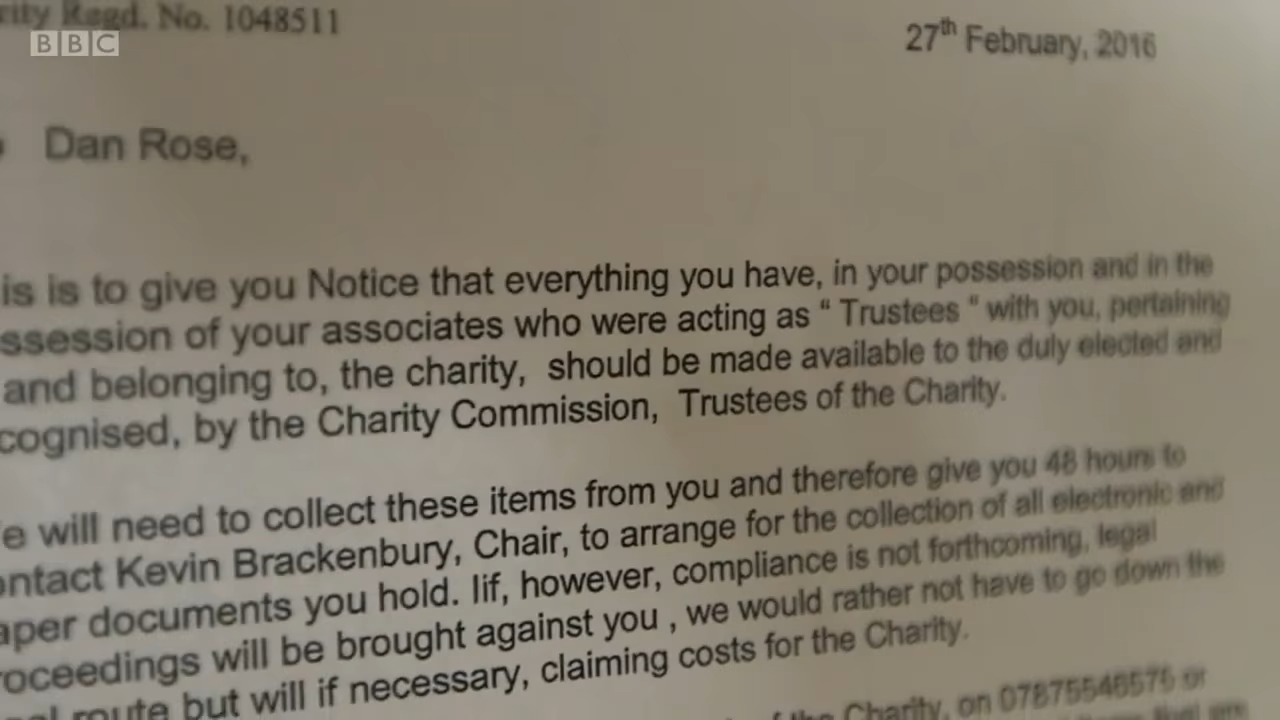 rity Regd. No. 1048511
BBC
27th February, 2016
Dan Rose,
is is to give you Notice that everything you have, in your possession and in the
ssession of your associates who were acting as “ Trustees “ with you, pertaining
and belonging to, the charity, should be made available to the duly elected and
cognised, by the Charity Commission, Trustees of the Charity.
e will need to collect these items from you and therefore give you 48 hours to
ontact Kevin Brackenbury, Chair, to arrange for the collection of all electronic and
aper documents you hold. Iif, however, compliance is not forthcoming, legal
roceedings will be brought against you , we would rather not have to go down the
route but will if necessary, claiming costs for the Charity.
of the Charity, on 07875546576 or